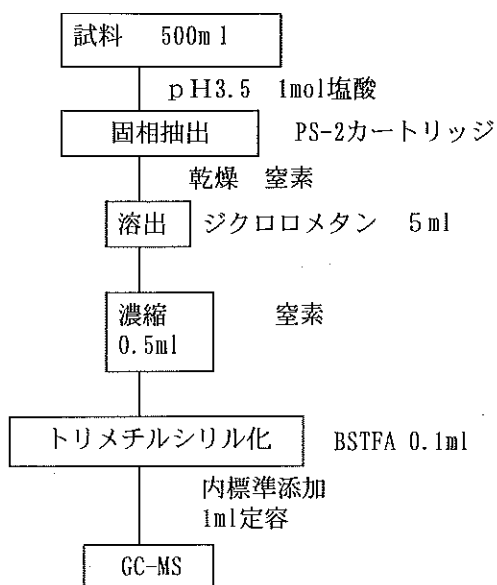 試料 500ml
pH3.5 1mol塩酸
固相抽出 PS-2カートリッジ
乾燥 窒素
溶出 ジクロロメタン 5ml
濃縮 窒素
0.5ml
トリメチルシリル化 BSTFA 0.1ml
内標準添加
1ml定容
GC-MS